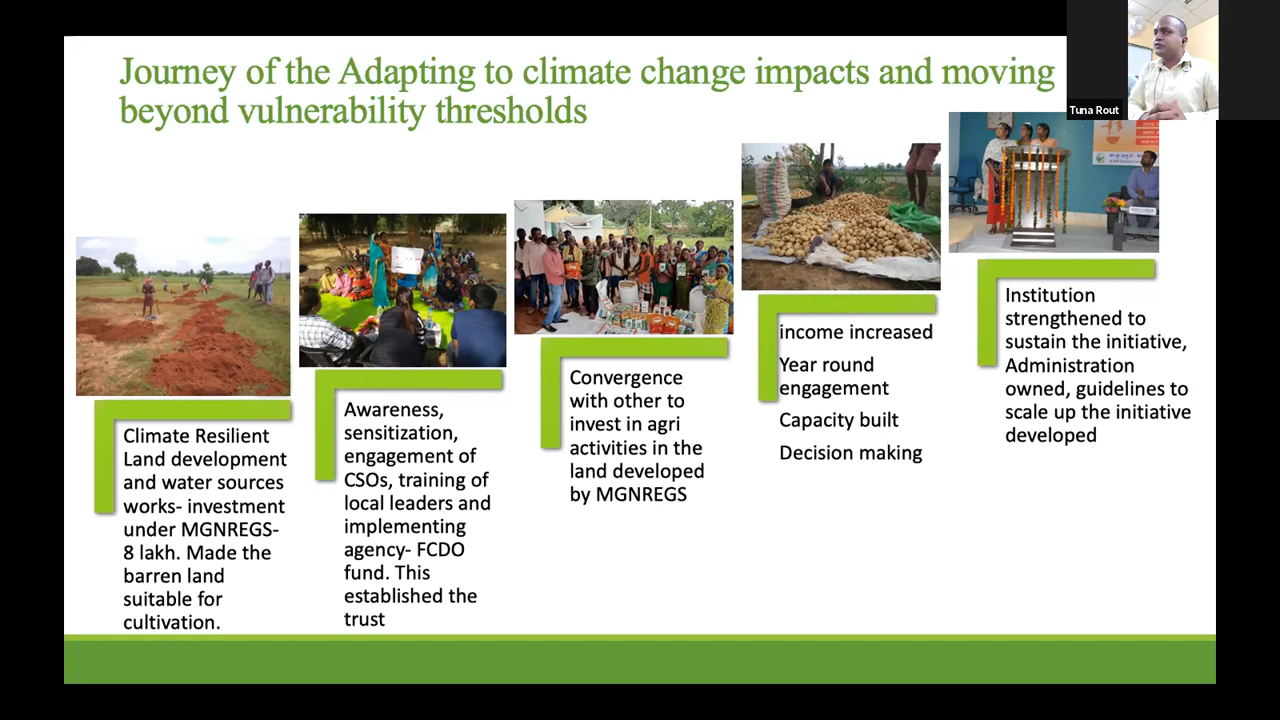 Journey of the Adapting to climate change impacts and moving
beyond vulnerability thresholds
Tuna Rout
Climate Resilient
Land development
and water sources
works- investment
under MGNREGS-
8 lakh. Made the
barren land
suitable for
cultivation.
Awareness,
sensitization,
engagement of
CSOs, training of
local leaders and
implementing
agency- FCDO
fund. This
established the
trust
Convergence
with other to
invest in agri
activities in the
land developed
by MGNREGS
income increased
Year round
engagement
Capacity built
Decision making
Institution
strengthened to
sustain the initiative,
Administration
owned, guidelines to
scale up the initiative
developed